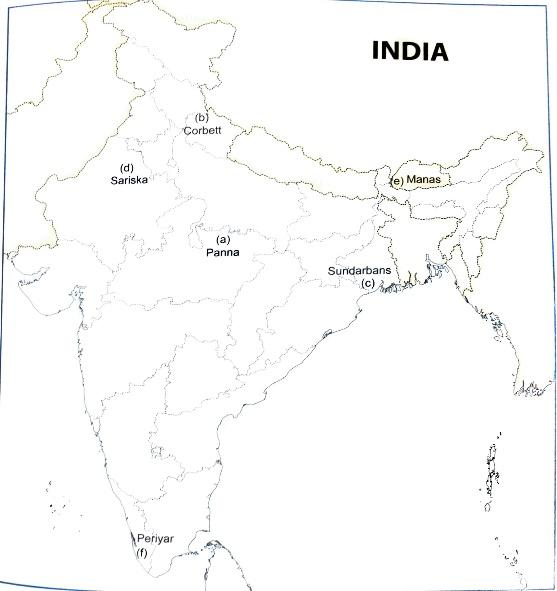 INDIA
(b)
Corbett
(d)
Sariska
(e) Manas
(a)
Panna
Sundarbans
(c)
Periyar
(f)